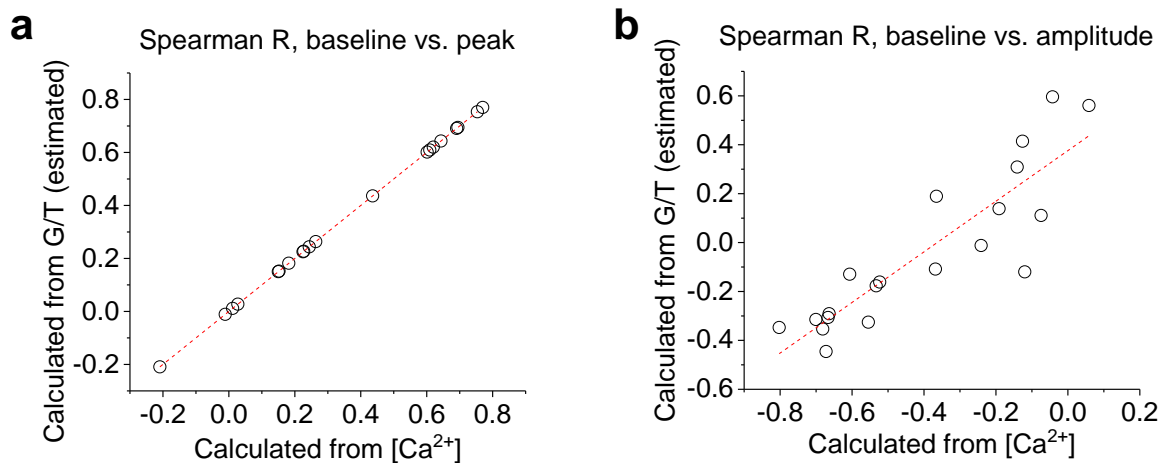 a
Spearman R, baseline vs. peak
Calculated from G/T (estimated)
0.8
0.6
0.4
0.2
0.0
-0.2
-0.2 0.0 0.2 0.4 0.6 0.8
Calculated from [Ca²⁺]
b
Spearman R, baseline vs. amplitude
Calculated from G/T (estimated)
0.6
0.4
0.2
0.0
-0.2
-0.4
-0.6
-0.8 -0.6 -0.4 -0.2 0.0 0.2
Calculated from [Ca²⁺]